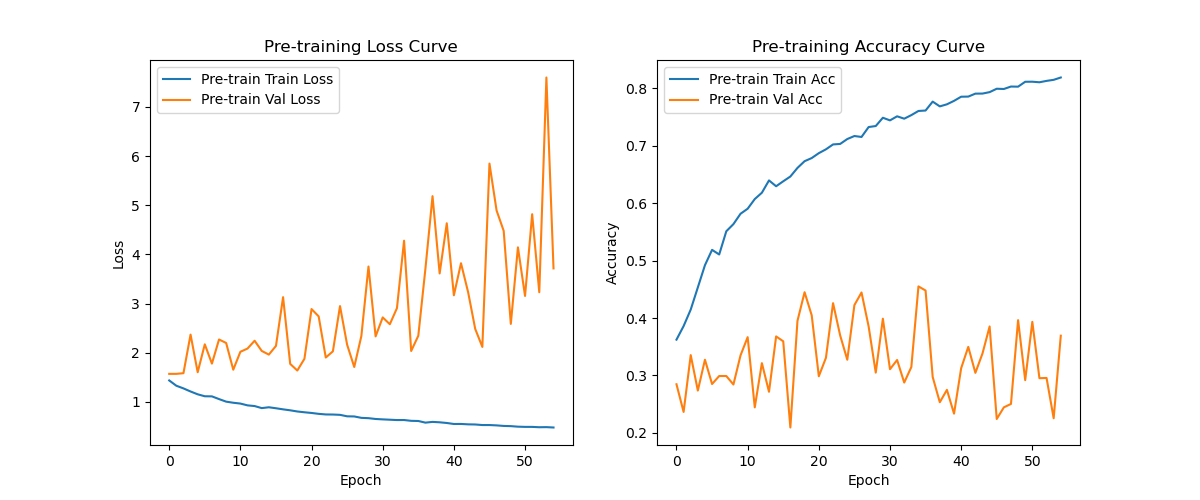 Pre-training Loss Curve
Pre-train Train Loss
Pre-train Val Loss
Loss
7
6
5
4
3
2
1
0
10
20
30
40
50
Epoch
Pre-training Accuracy Curve
Pre-train Train Acc
Pre-train Val Acc
Accuracy
0.8
0.7
0.6
0.5
0.4
0.3
0.2
0
10
20
30
40
50
Epoch